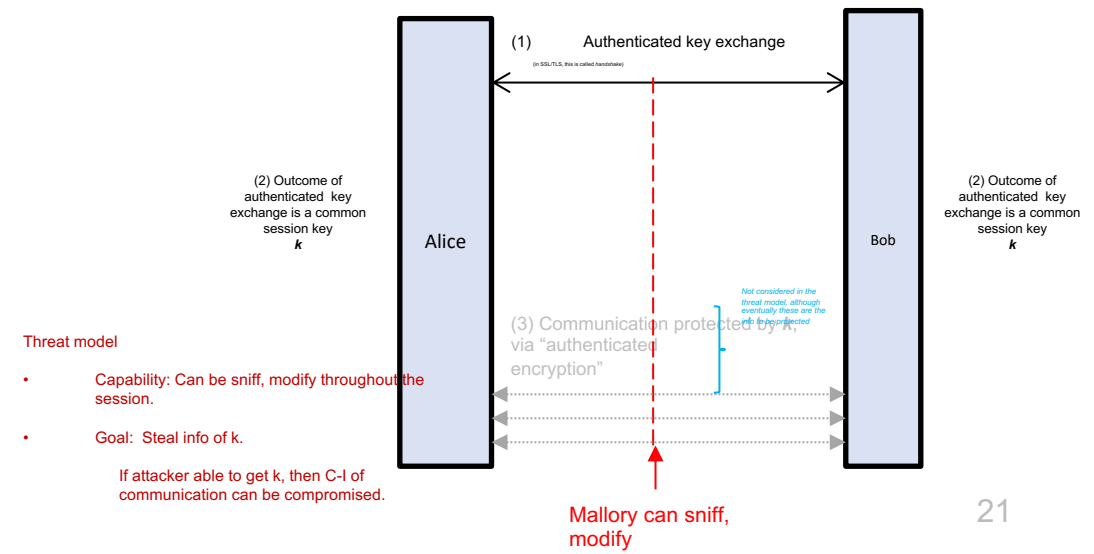 (1) Authenticated key exchange
(in SSL/TLS, this is called handshake)
(2) Outcome of
authenticated key
exchange is a common
session key
k
Alice
Bob
(2) Outcome of
authenticated key
exchange is a common
session key
k
Not considered in the
threat model, although
eventually these are the
info to be protected
(3) Communication protected by k,
via “authenticated
encryption”
Threat model
• Capability: Can be sniff, modify throughout the
session.
• Goal: Steal info of k.
If attacker able to get k, then C-I of
communication can be compromised.
Mallory can sniff,
modify
21